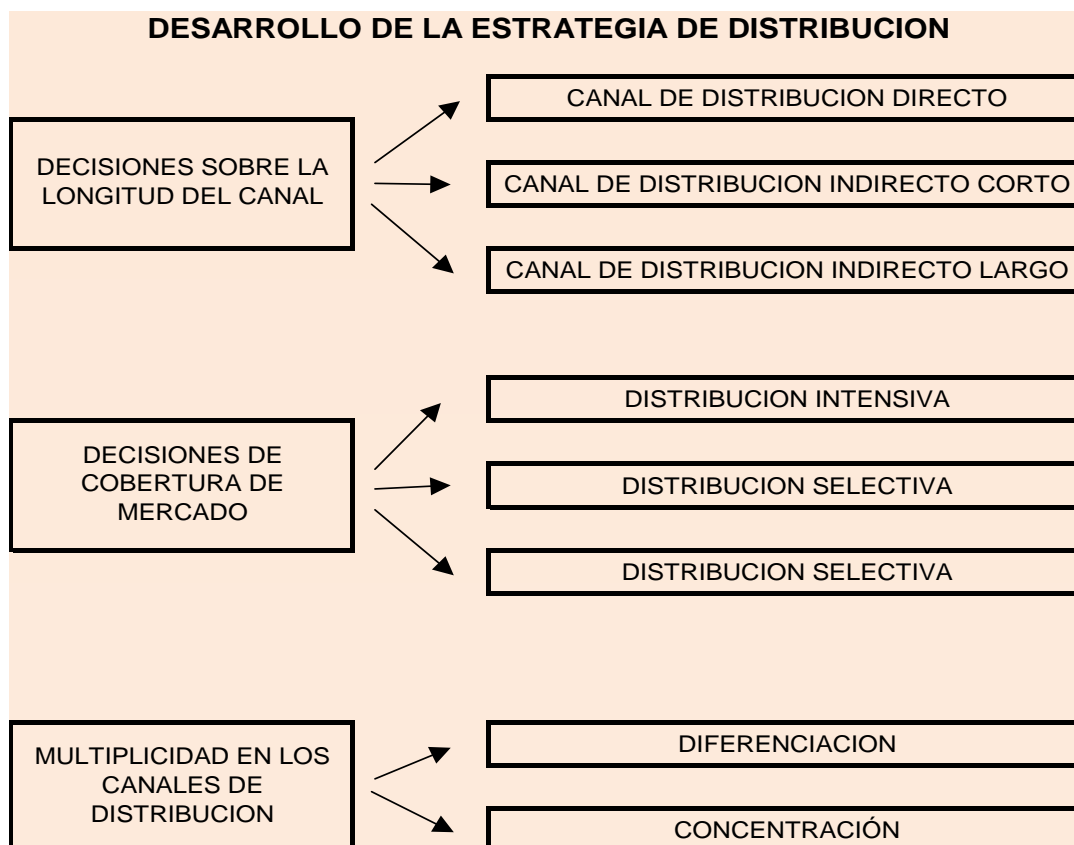 DESARROLLO DE LA ESTRATEGIA DE DISTRIBUCION
DECISIONES SOBRE LA
LONGITUD DEL CANAL
CANAL DE DISTRIBUCION DIRECTO
CANAL DE DISTRIBUCION INDIRECTO CORTO
CANAL DE DISTRIBUCION INDIRECTO LARGO
DECISIONES DE
COBERTURA DE
MERCADO
DISTRIBUCION INTENSIVA
DISTRIBUCION SELECTIVA
DISTRIBUCION SELECTIVA
MULTIPLICIDAD EN LOS
CANALES DE
DISTRIBUCION
DIFERENCIACION
CONCENTRACIÓN